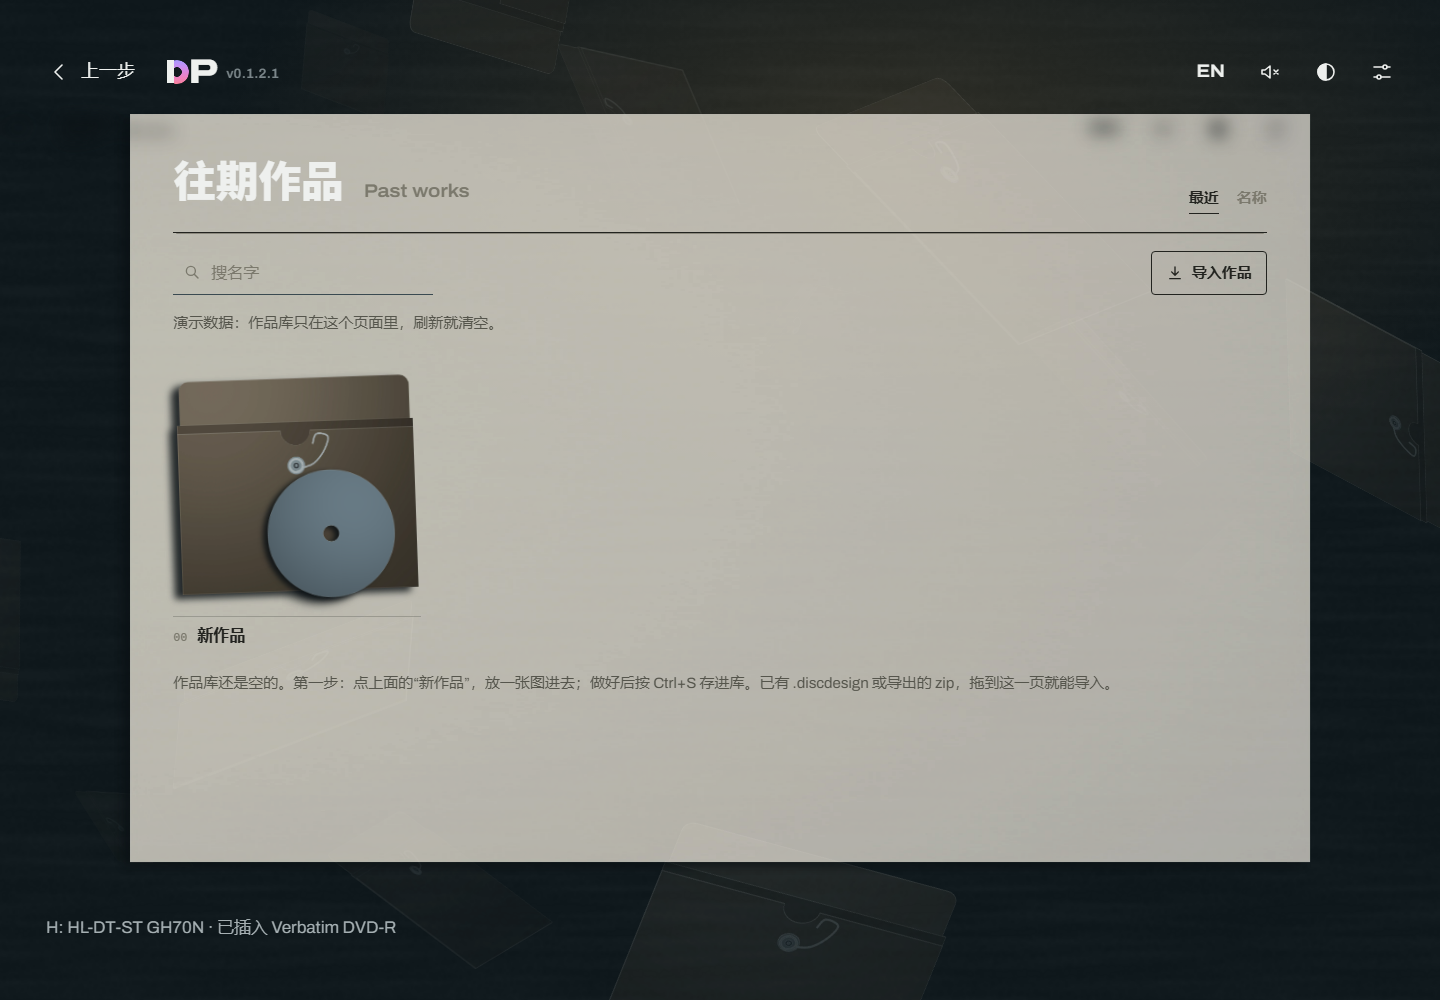 上一步 DP v0.1.2.1 EN
往期作品 Past works
最近 名称
搜名字
导入作品
演示数据：作品库只在这个页面里，刷新就清空。
00 新作品
作品库还是空的。第一步：点上面的“新作品”，放一张图进去；做好后按 Ctrl+S 存进库。已有 .discdesign 或导出的 zip，拖到这一页就能导入。
H: HL-DT-ST GH70N · 已插入 Verbatim DVD-R